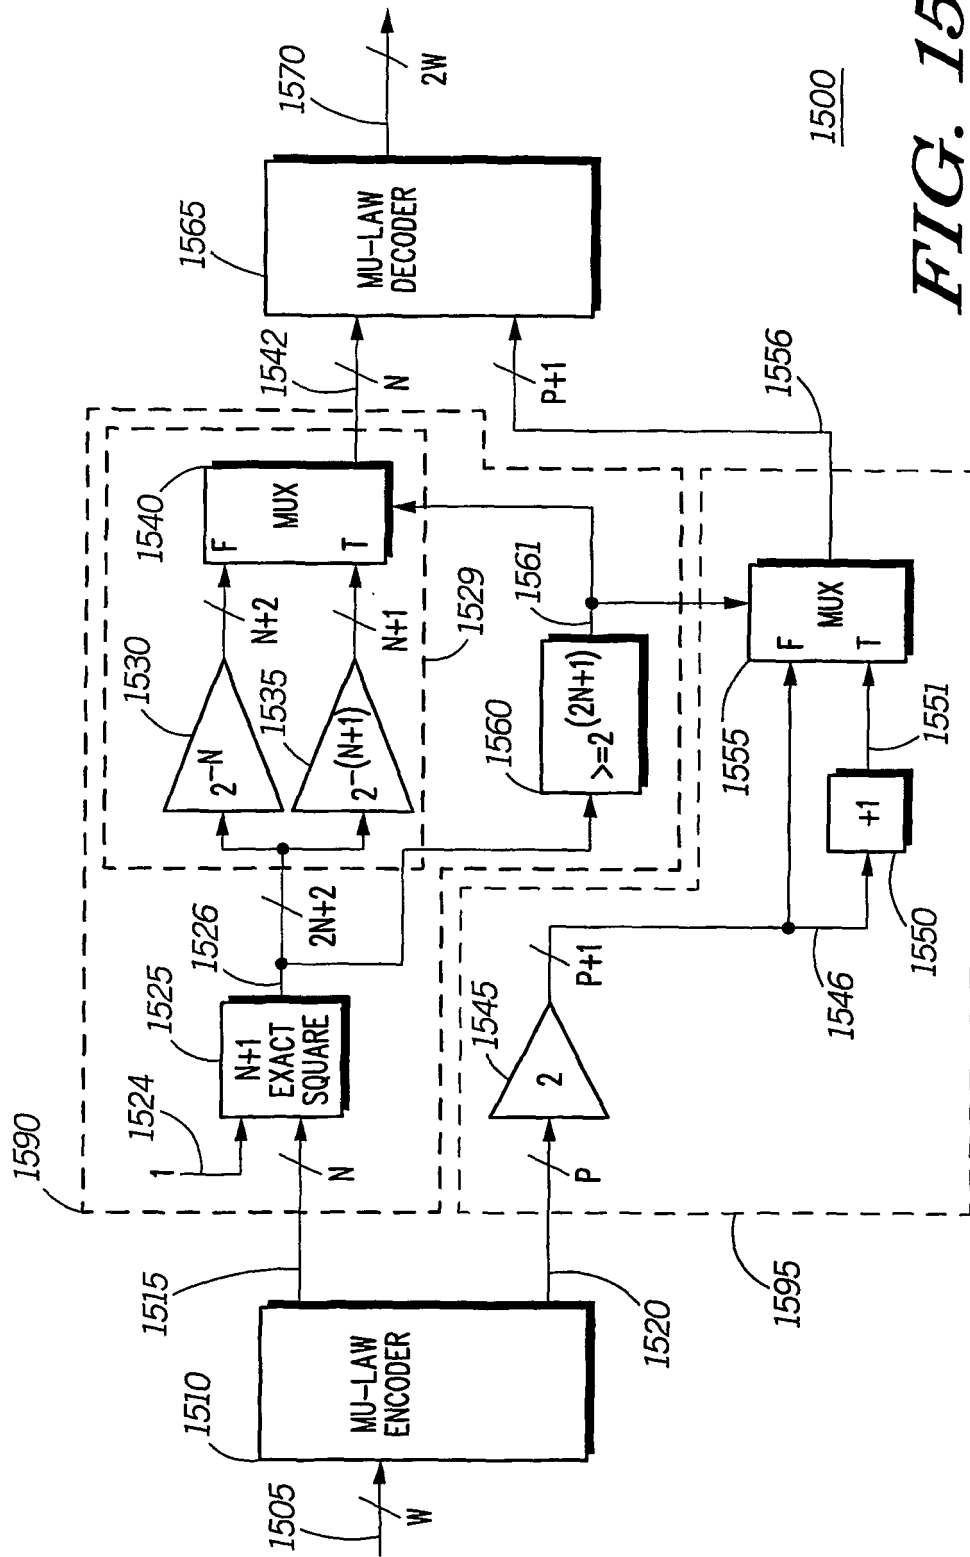 1505
W
1510
MU-LAW
ENCODER
1515
1520
1590
1524
1
N
P
1525
N+1
EXACT
SQUARE
1526
2N+2
1529
1530
2^-N
N+2
1535
2^-(N+1)
N+1
1540
F
T
MUX
1542
N
1560
>=2^(2N+1)
1561
1595
1545
2
P+1
1546
1550
+1
1551
1555
F
T
MUX
1556
P+1
1565
MU-LAW
DECODER
1570
2W
1500
FIG. 15